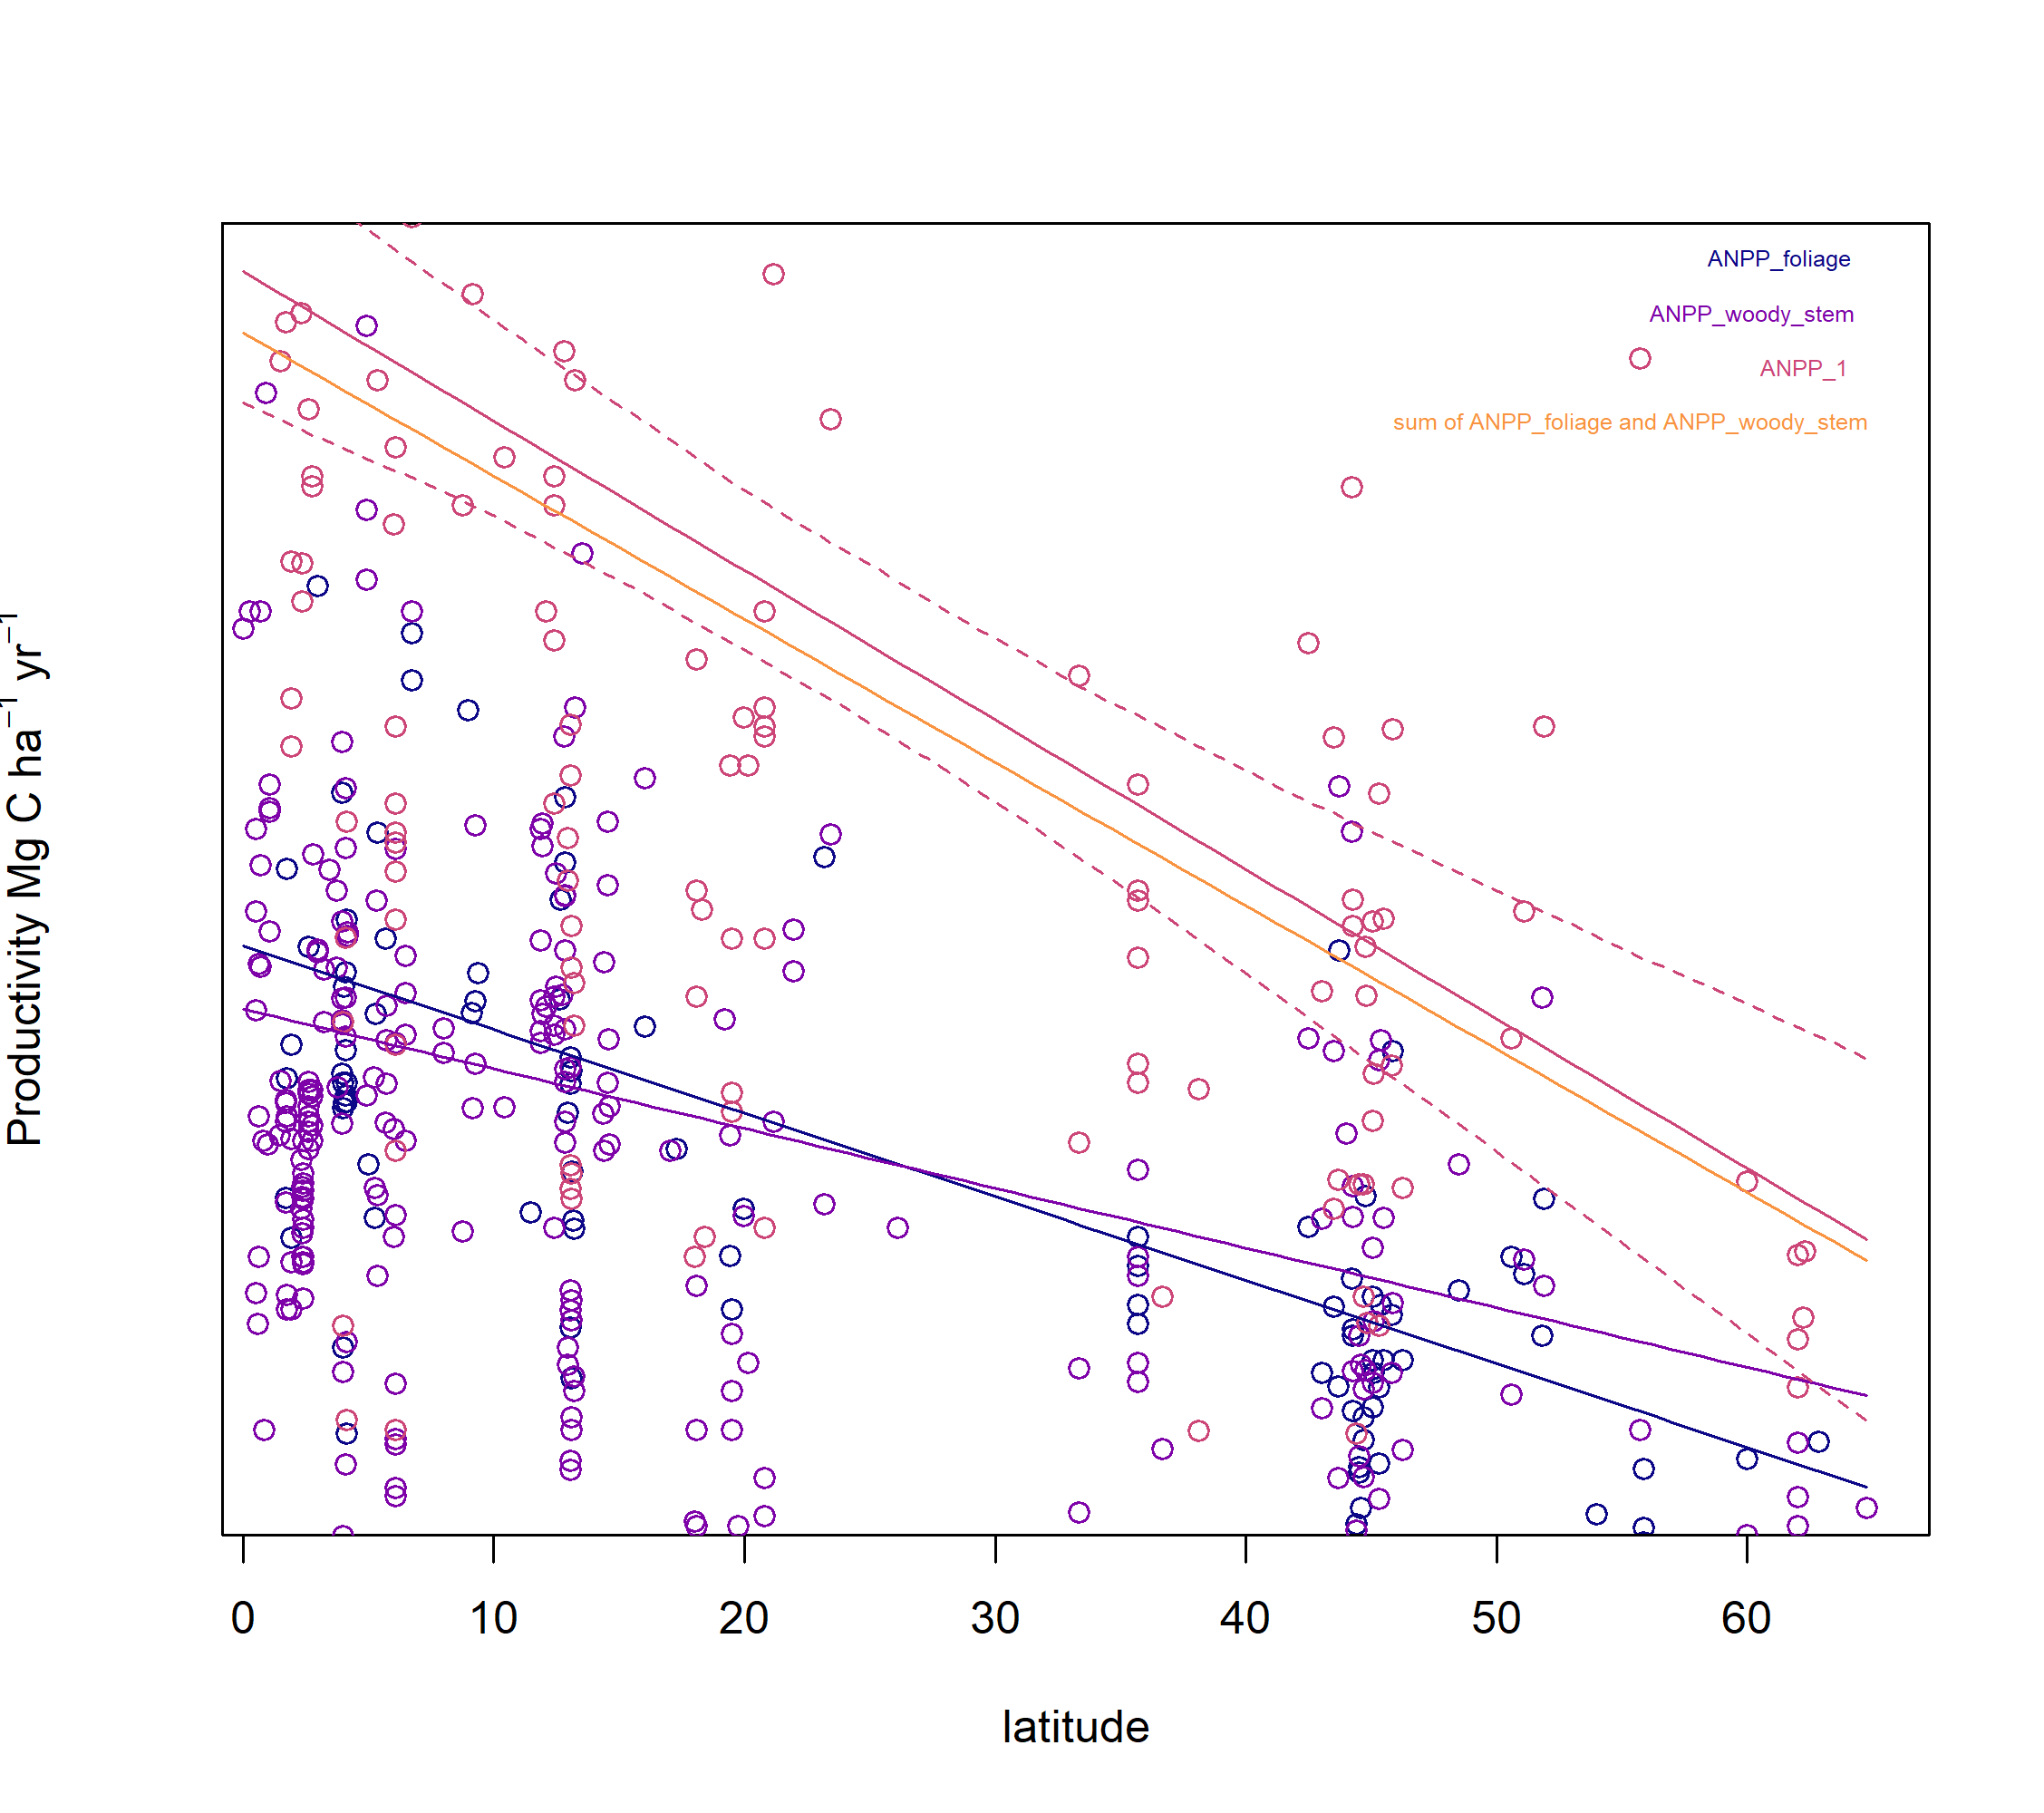 ANPP_foliage
ANPP_woody_stem
ANPP_1
sum of ANPP_foliage and ANPP_woody_stem
Productivity Mg C ha⁻¹ yr⁻¹
0 10 20 30 40 50 60
latitude